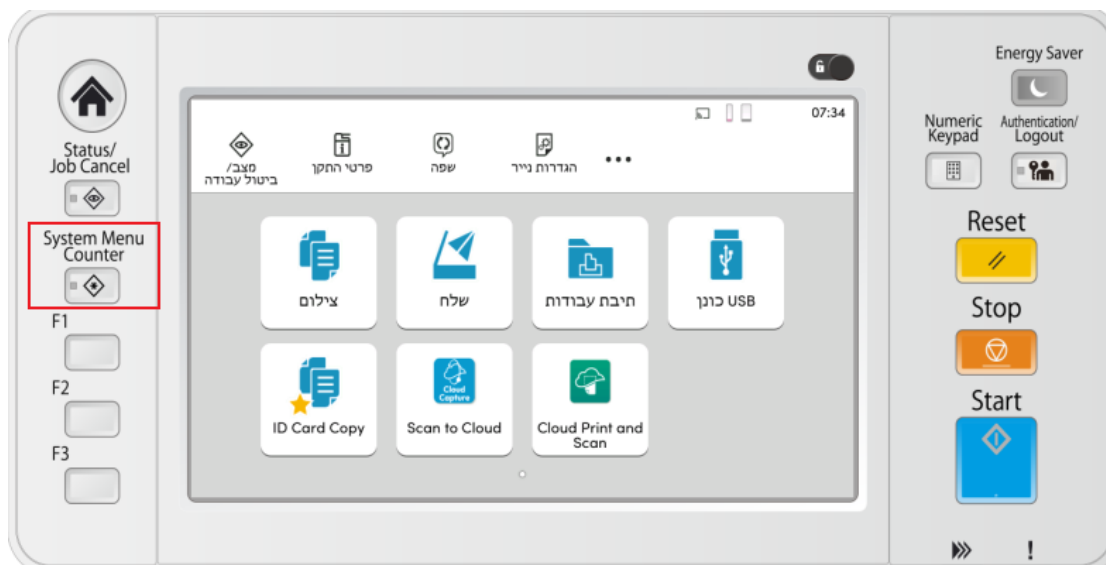 Energy Saver
Numeric
Keypad
Authentication/
Logout
Status/
Job Cancel
System Menu
Counter
F1
F2
F3
07:34
מצב/
ביטול עבודה
פרטי התקן
שפה
הגדרות נייר
צילום
שלח
תיבת עבודות
כונן USB
ID Card Copy
Cloud
Capture
Scan to Cloud
Cloud Print and
Scan
Reset
Stop
Start